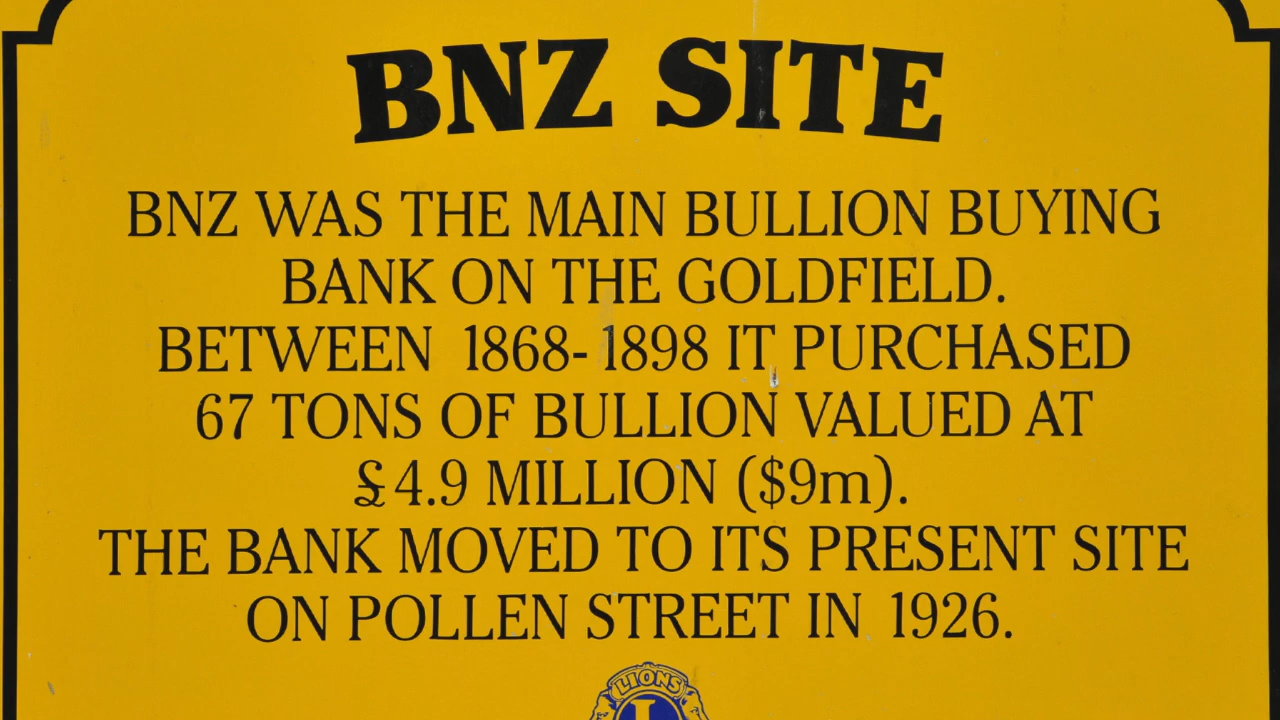 BNZ SITE
BNZ WAS THE MAIN BULLION BUYING
BANK ON THE GOLDFIELD.
BETWEEN 1868-1898 IT PURCHASED
67 TONS OF BULLION VALUED AT
£4.9 MILLION ($9m).
THE BANK MOVED TO ITS PRESENT SITE
ON POLLEN STREET IN 1926.
LIONS
L